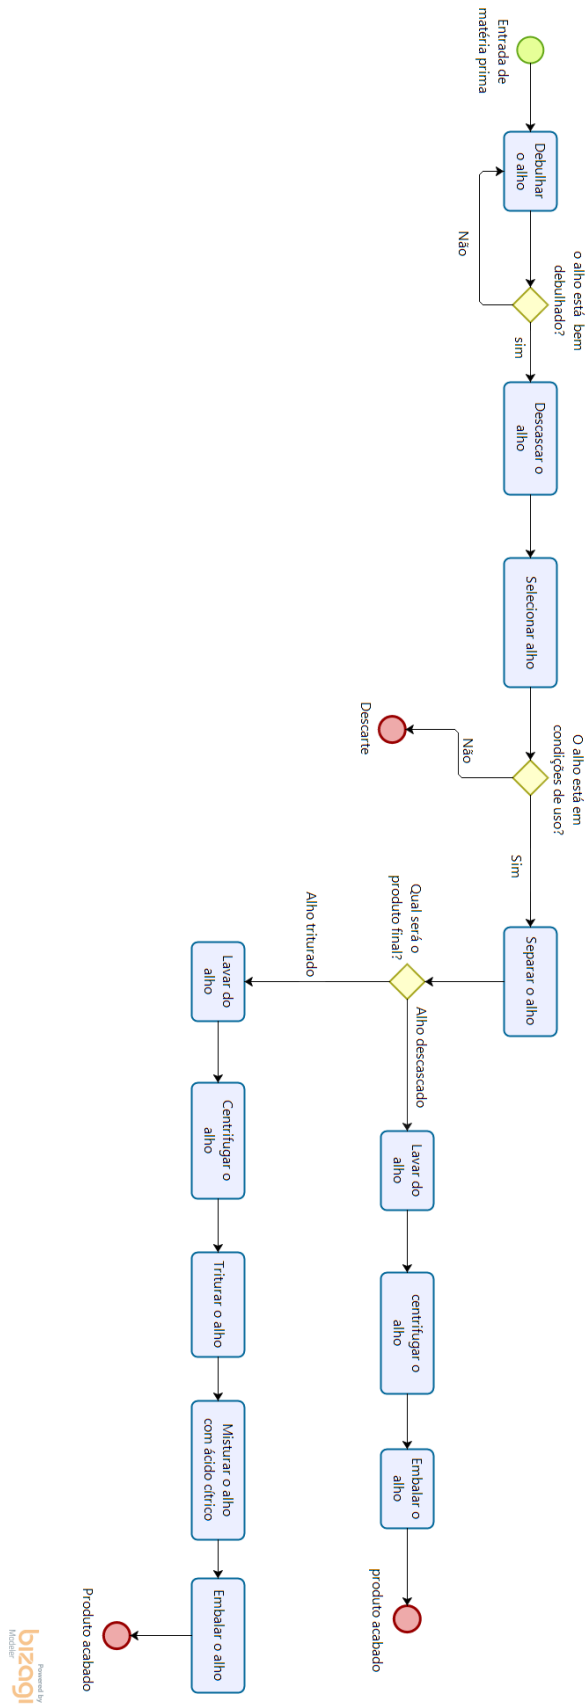 Entrada de
matéria prima
Debulhar
o alho
o alho está bem
debulhado?
Não
sim
Descascar o
alho
Selecionar alho
O alho está em
condições de uso?
Não
Descarte
Sim
Separar o alho
Qual será o
produto final?
Alho descascado
Lavar do
alho
centrifugar o
alho
Embalar o
alho
produto acabado
Alho triturado
Lavar do
alho
Centrifugar o
alho
Triturar o alho
Misturar o alho
com ácido cítrico
Embalar o alho
Produto acabado
Powered by
bizagi
Modeler